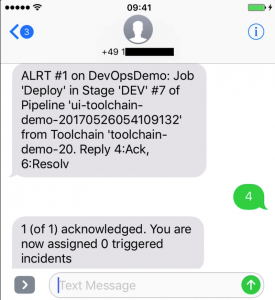 09:41
3
+49 1
ALRT #1 on DevOpsDemo: Job
'Deploy' in Stage 'DEV' #7 of
Pipeline 'ui-toolchain-
demo-20170526054109132'
from Toolchain 'toolchain-
demo-20. Reply 4:Ack,
6:Resolv
4
1 (of 1) acknowledged. You are
now assigned 0 triggered
incidents
Text Message